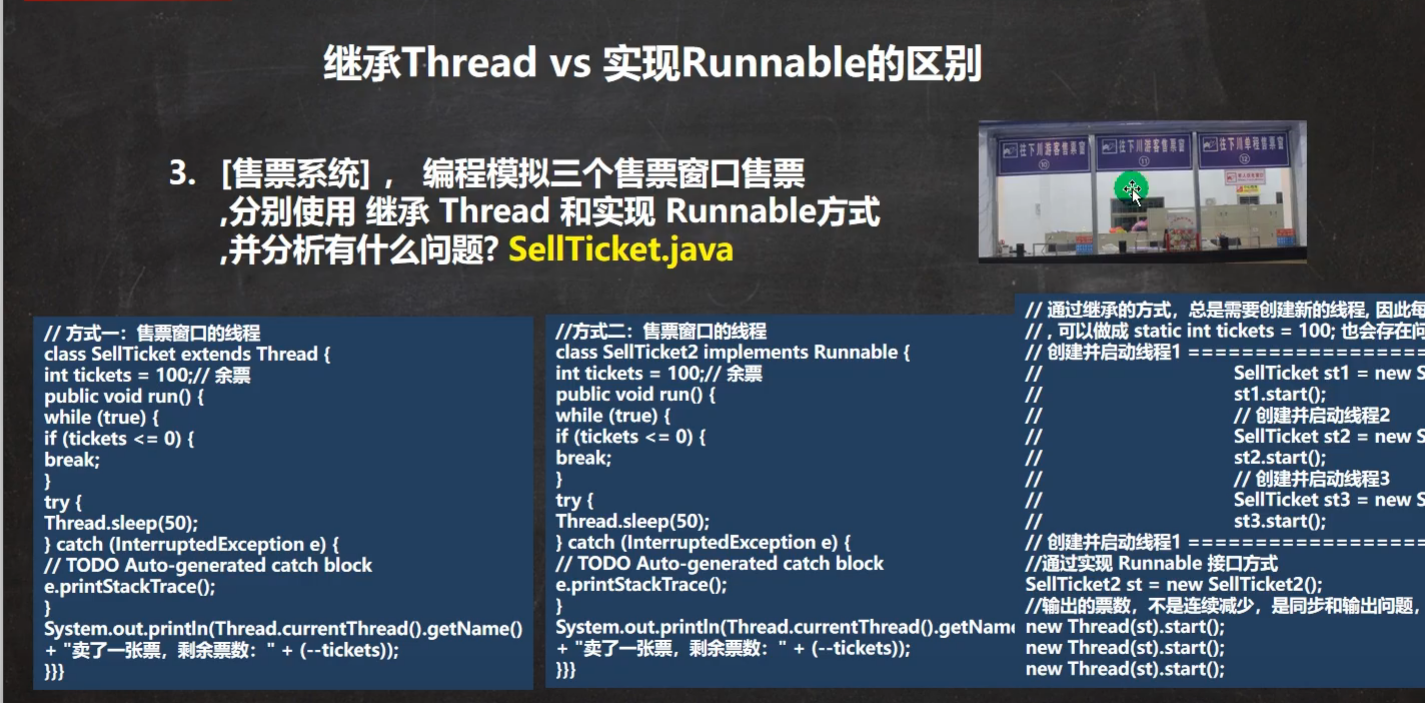 继承Thread vs 实现Runnable的区别
3. [售票系统]， 编程模拟三个售票窗口售票
,分别使用 继承 Thread 和实现 Runnable方式
,并分析有什么问题? SellTicket.java
往下川游客售票窗
往下川游客售票窗
往下川单程售票窗
10
11
12
// 方式一：售票窗口的线程
class SellTicket extends Thread {
int tickets = 100;// 余票
public void run() {
while (true) {
if (tickets <= 0) {
break;
}
try {
Thread.sleep(50);
} catch (InterruptedException e) {
// TODO Auto-generated catch block
e.printStackTrace();
}
System.out.println(Thread.currentThread().getName()
+ "卖了一张票，剩余票数：" + (--tickets));
}}}
//方式二：售票窗口的线程
class SellTicket2 implements Runnable {
int tickets = 100;// 余票
public void run() {
while (true) {
if (tickets <= 0) {
break;
}
try {
Thread.sleep(50);
} catch (InterruptedException e) {
// TODO Auto-generated catch block
e.printStackTrace();
}
System.out.println(Thread.currentThread().getName
+ "卖了一张票，剩余票数：" + (--tickets));
}}}
// 通过继承的方式，总是需要创建新的线程, 因此每
// , 可以做成 static int tickets = 100; 也会存在问
// 创建并启动线程1 ==================
// SellTicket st1 = new S
// st1.start();
// // 创建并启动线程2
// SellTicket st2 = new S
// st2.start();
// // 创建并启动线程3
// SellTicket st3 = new S
// st3.start();
// 创建并启动线程1 ==================
//通过实现 Runnable 接口方式
SellTicket2 st = new SellTicket2();
//输出的票数，不是连续减少，是同步和输出问题，
new Thread(st).start();
new Thread(st).start();
new Thread(st).start();